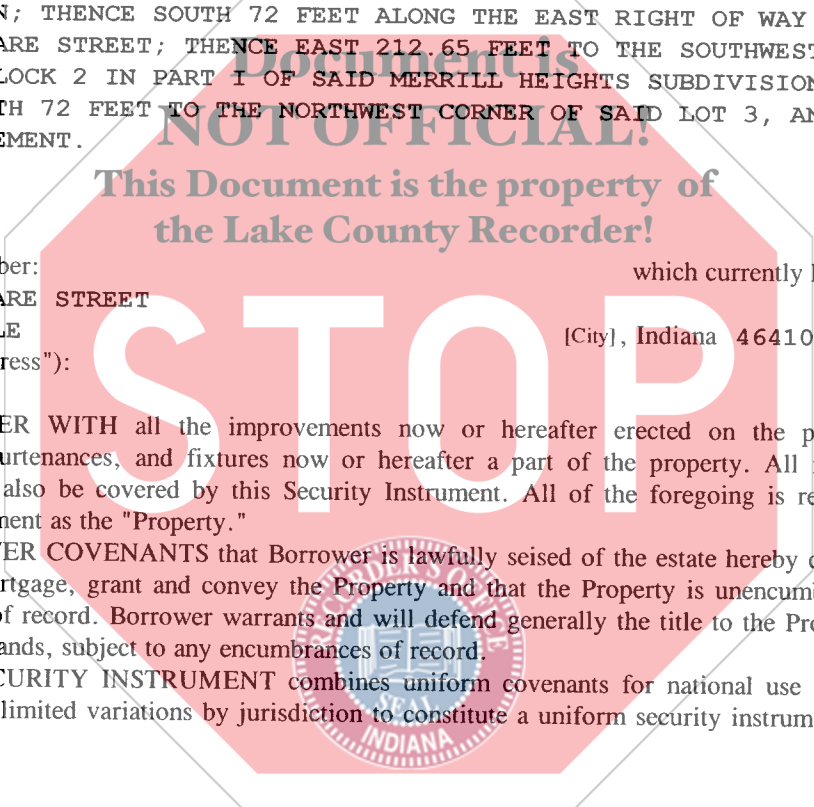 N; THENCE SOUTH 72 FEET ALONG THE EAST RIGHT OF WAY
ARE STREET; THENCE EAST 212.65 FEET TO THE SOUTHWEST
Document is
LOCK 2 IN PART I OF SAID MERRILL HEIGHTS SUBDIVISION
TH 72 FEET TO THE NORTHWEST CORNER OF SAID LOT 3, AN
NOT OFFICIAL!
EMENT.
This Document is the property of
the Lake County Recorder!
ber:
which currently
ARE STREET
LE
[City], Indiana 46410
ress"):
STOP
ER WITH all the improvements now or hereafter erected on the p
urtenances, and fixtures now or hereafter a part of the property. All
also be covered by this Security Instrument. All of the foregoing is re
ment as the "Property."
ER COVENANTS that Borrower is lawfully seised of the estate hereby
rtgage, grant and convey the Property and that the Property is unencumb
of record. Borrower warrants and will defend generally the title to the Pro
ands, subject to any encumbrances of record.
CURITY INSTRUMENT combines uniform covenants for national use
limited variations by jurisdiction to constitute a uniform security instrum
RECORDER'S OFFICE
SEAL
INDIANA